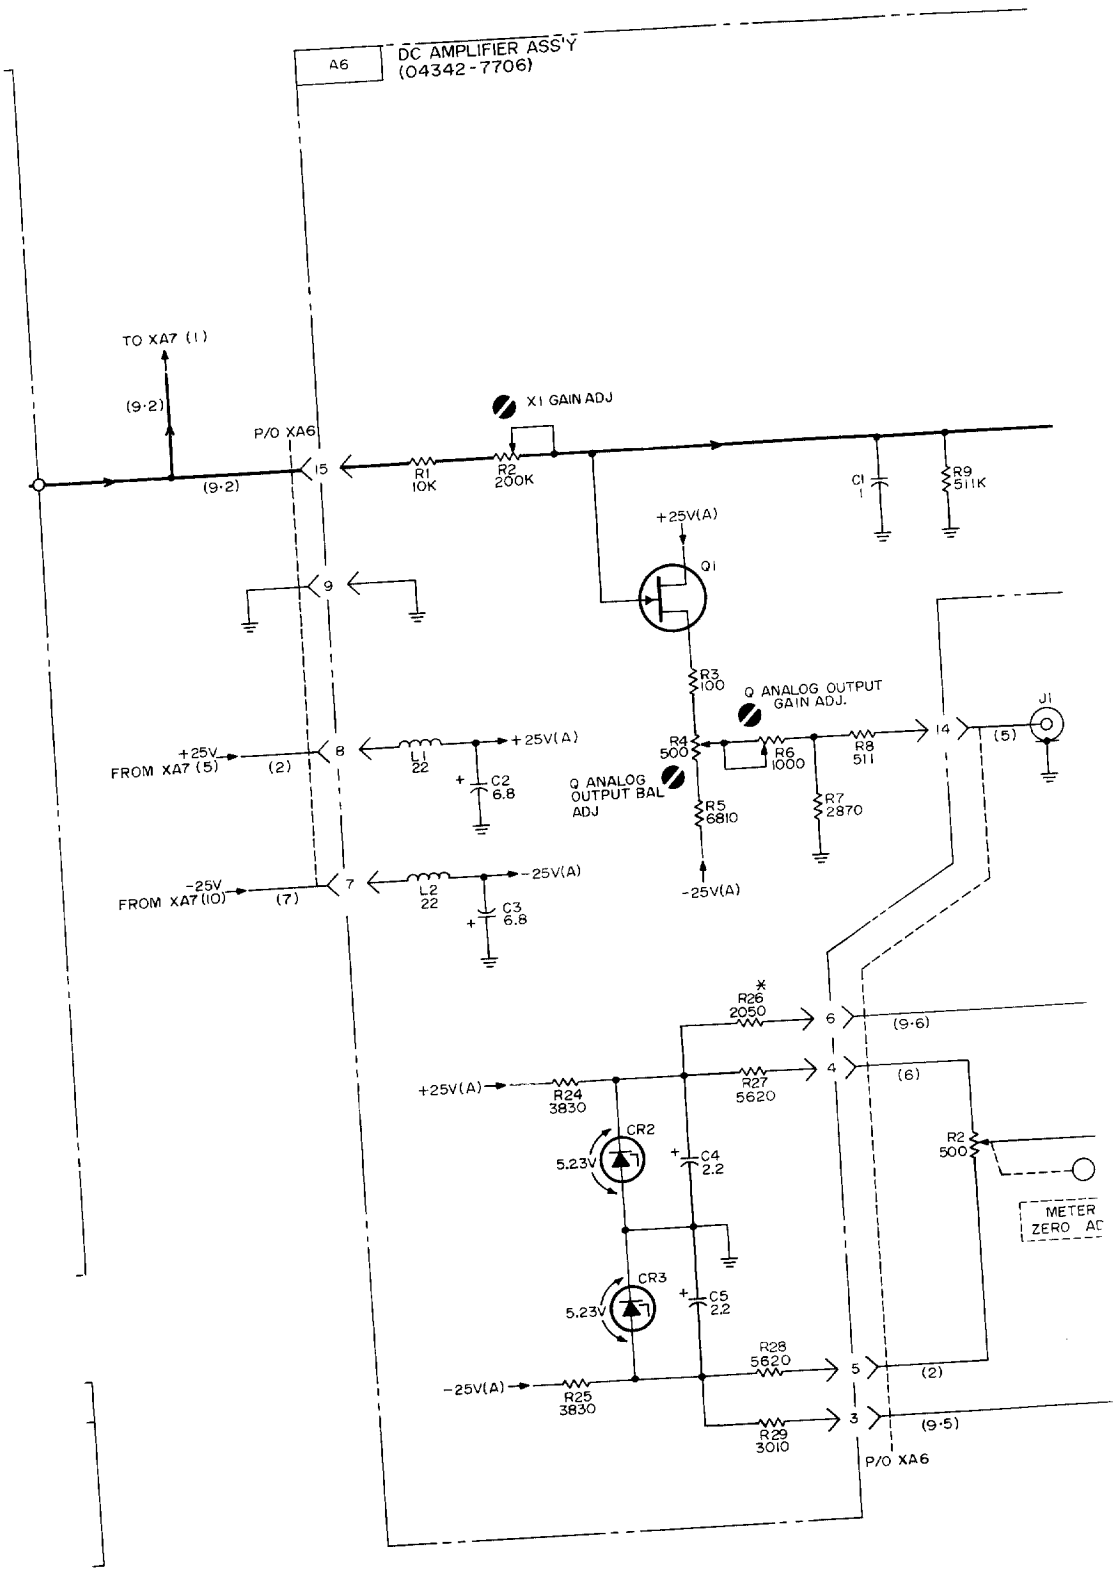 A6
DC AMPLIFIER ASS'Y
(04342-7706)
TO XA7 (1)
(9·2)
P/O XA6
X1 GAIN ADJ
15
R1
10K
R2
200K
(9·2)
C1
1
R9
511K
+25V(A)
Q1
9
R3
100
Q ANALOG OUTPUT
GAIN ADJ.
J1
+25V
FROM XA7 (5)
(2)
8
L1
22
+25V(A)
C2
+
6.8
R4
500
R6
1000
R8
511
14
(5)
Q ANALOG
OUTPUT BAL
ADJ
R5
6810
R7
2870
-25V(A)
-25V
FROM XA7 (10)
(7)
7
L2
22
-25V(A)
C3
+
6.8
*
R26
2050
6
(9·6)
+25V(A)
R24
3830
R27
5620
4
(6)
CR2
5.23V
+
C4
2.2
R2
500
METER
ZERO AD
CR3
5.23V
+
C5
2.2
-25V(A)
R25
3830
R28
5620
5
(2)
R29
3010
3
(9·5)
P/O XA6